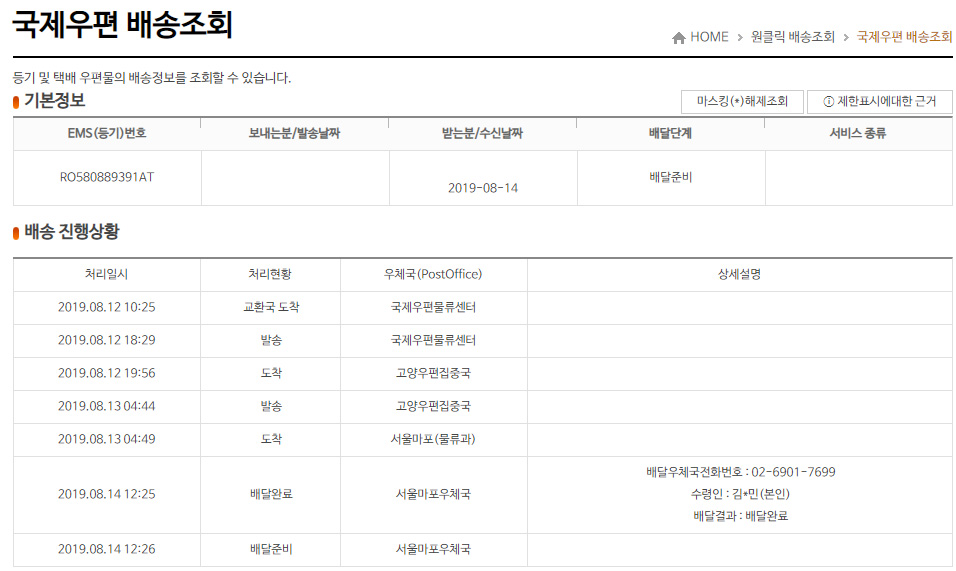 국제우편 배송조회
HOME > 원클릭 배송조회 > 국제우편 배송조회
등기 및 택배 우편물의 배송정보를 조회할 수 있습니다.
기본정보
마스킹(*)해제조회
ⓘ 제한표시에대한 근거
EMS(등기)번호 보내는분/발송날짜 받는분/수신날짜 배달단계 서비스 종류
RO580889391AT 2019-08-14 배달준비
배송 진행상황
처리일시 처리현황 우체국(PostOffice) 상세설명
2019.08.12 10:25 교환국 도착 국제우편물류센터
2019.08.12 18:29 발송 국제우편물류센터
2019.08.12 19:56 도착 고양우편집중국
2019.08.13 04:44 발송 고양우편집중국
2019.08.13 04:49 도착 서울마포(물류과)
2019.08.14 12:25 배달완료 서울마포우체국 배달우체국전화번호 : 02-6901-7699
수령인 : 김*민(본인)
배달결과 : 배달완료
2019.08.14 12:26 배달준비 서울마포우체국